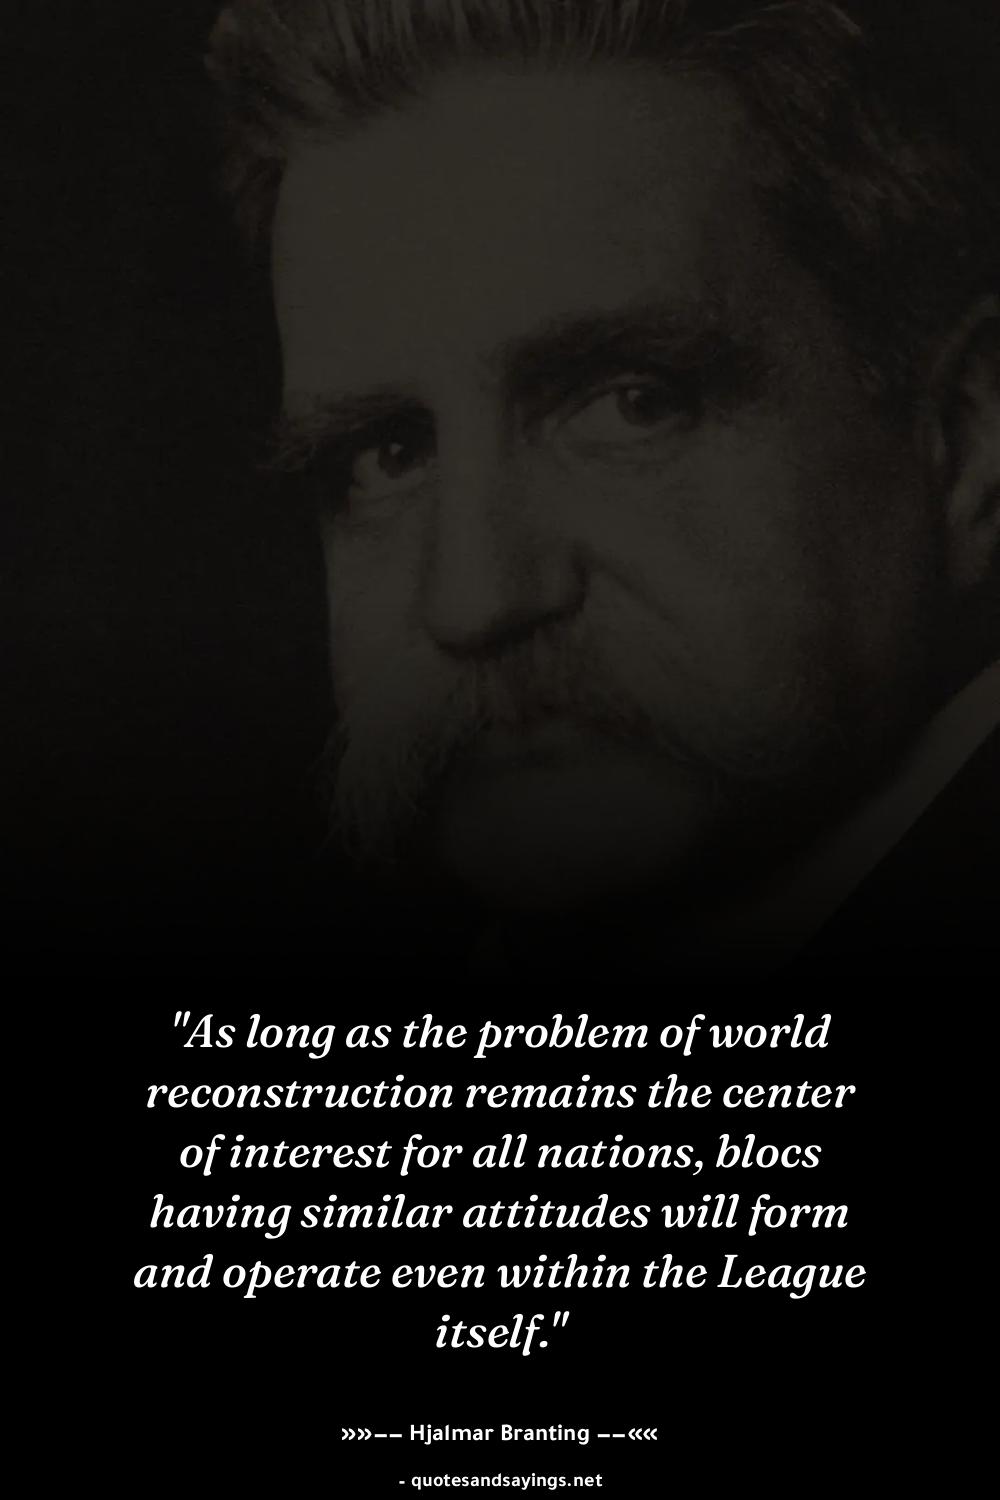 "As long as the problem of world
reconstruction remains the center
of interest for all nations, blocs
having similar attitudes will form
and operate even within the League
itself."
»»–– Hjalmar Branting ––««
- quotesandsayings.net